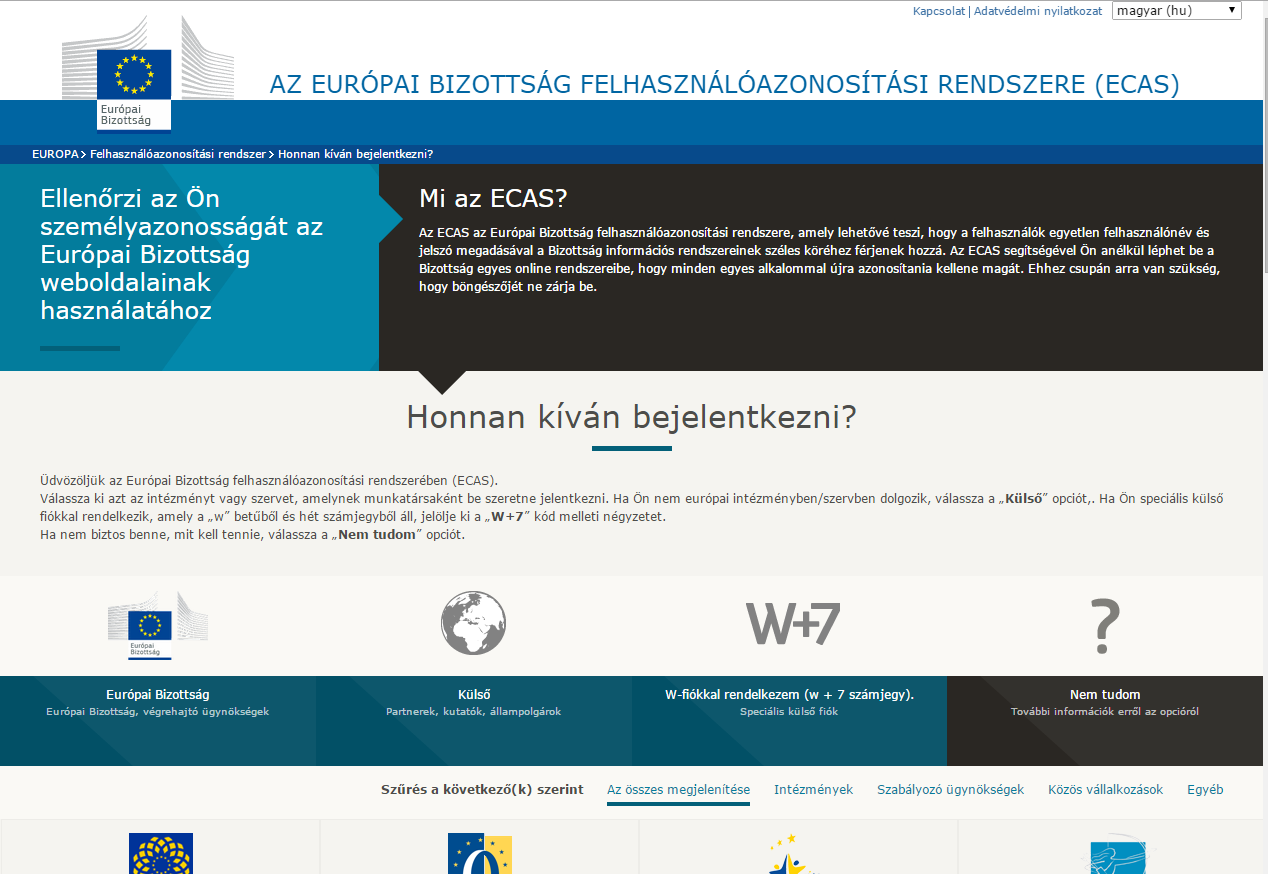 Kapcsolat | Adatvédelmi nyilatkozat magyar (hu)
AZ EURÓPAI BIZOTTSÁG FELHASZNÁLÓAZONOSÍTÁSI RENDSZERE (ECAS)
Európai
Bizottság
EUROPA > Felhasználóazonosítási rendszer > Honnan kíván bejelentkezni?
Ellenőrzi az Ön
személyazonosságát az
Európai Bizottság
weboldalainak
használatához
Mi az ECAS?
Az ECAS az Európai Bizottság felhasználóazonosítási rendszere, amely lehetővé teszi, hogy a felhasználók egyetlen felhasználónév és
jelszó megadásával a Bizottság információs rendszereinek széles köréhez férjenek hozzá. Az ECAS segítségével Ön anélkül léphet be a
Bizottság egyes online rendszereibe, hogy minden egyes alkalommal újra azonosítania kellene magát. Ehhez csupán arra van szükség,
hogy böngészőjét ne zárja be.
Honnan kíván bejelentkezni?
Üdvözöljük az Európai Bizottság felhasználóazonosítási rendszerében (ECAS).
Válassza ki azt az intézményt vagy szervet, amelynek munkatársaként be szeretne jelentkezni. Ha Ön nem európai intézményben/szervben dolgozik, válassza a „Külső” opciót,. Ha Ön speciális külső
fiókkal rendelkezik, amely a „w” betűből és hét számjegyből áll, jelölje ki a „W+7” kód melleti négyzetet.
Ha nem biztos benne, mit kell tennie, válassza a „Nem tudom” opciót.
Európai
Bizottság
W+7
?
Európai Bizottság
Európai Bizottság, végrehajtó ügynökségek
Külső
Partnerek, kutatók, állampolgárok
W-fiókkal rendelkezem (w + 7 számjegy).
Speciális külső fiók
Nem tudom
További információk erről az opcióról
Szűrés a következő(k) szerint Az összes megjelenítése Intézmények Szabályozó ügynökségek Közös vállalkozások Egyéb